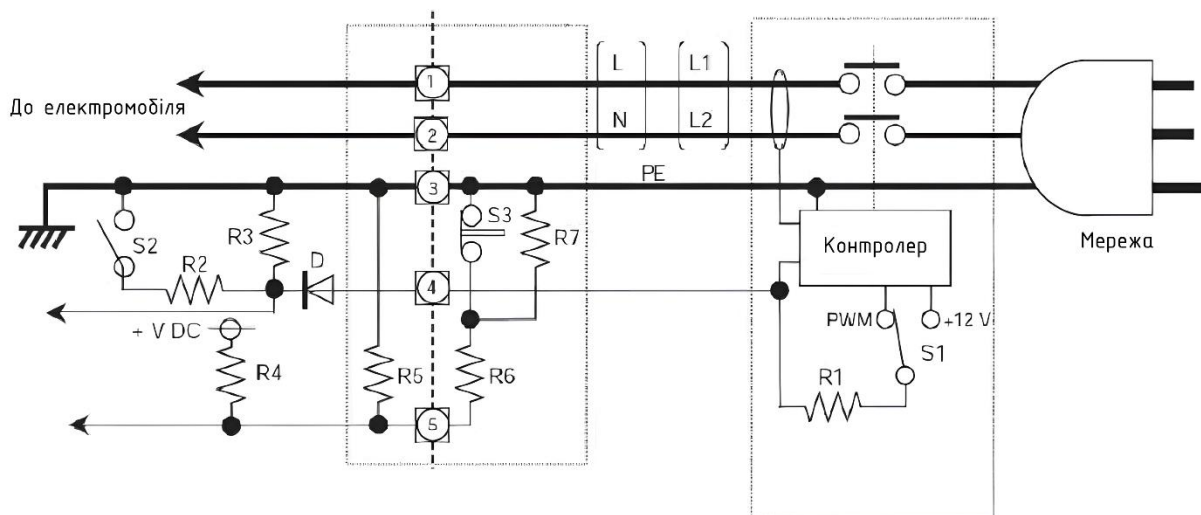 До електромобіля
1
L
L1
2
N
L2
3
PE
S2
R3
S3
R7
Контролер
Мережа
R2
D
4
PWM
+12 V
+ V DC
R4
R5
R6
R1
S1
5